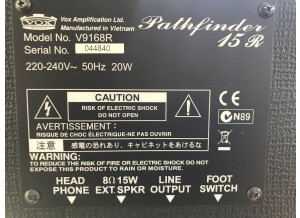 VOX
Vox Amplification Ltd.
Manufactured in Vietnam
Pathfinder
15 R
Model No. V9168R
Serial No. 044840
220-240V~ 50Hz 20W
CAUTION
RISK OF ELECTRIC SHOCK
DO NOT OPEN
CE
N89
AVERTISSEMENT:
RISQUE DE CHOC ÉLECTRIQUE-NE PAS OUVRIR
注意 感電の恐れあり、キャビネットをあけるな
WARNING:
TO REDUCE THE RISK OF FIRE OR ELECTRIC SHOCK DO NOT EXPOSE
THIS EQUIPMENT TO RAIN OR MOISTURE.
HEAD PHONE
8Ω15W EXT.SPKR
LINE OUTPUT
FOOT SWITCH